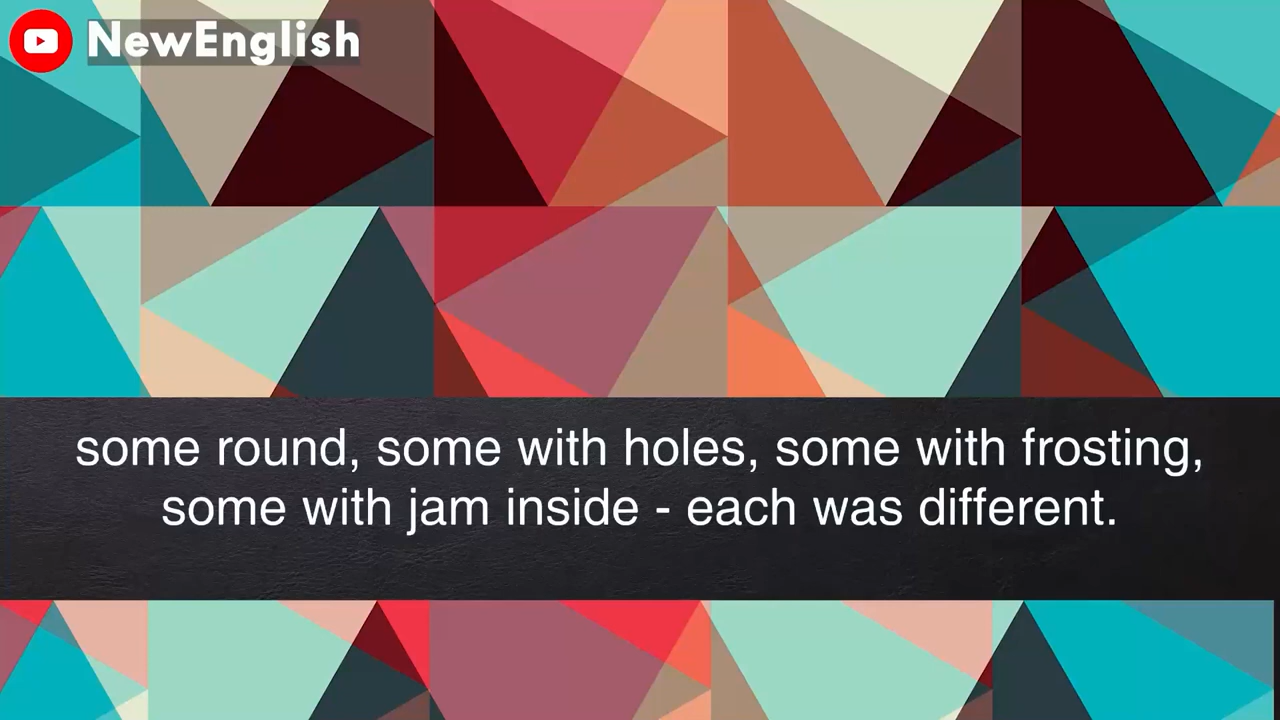 NewEnglish
some round, some with holes, some with frosting,
some with jam inside - each was different.